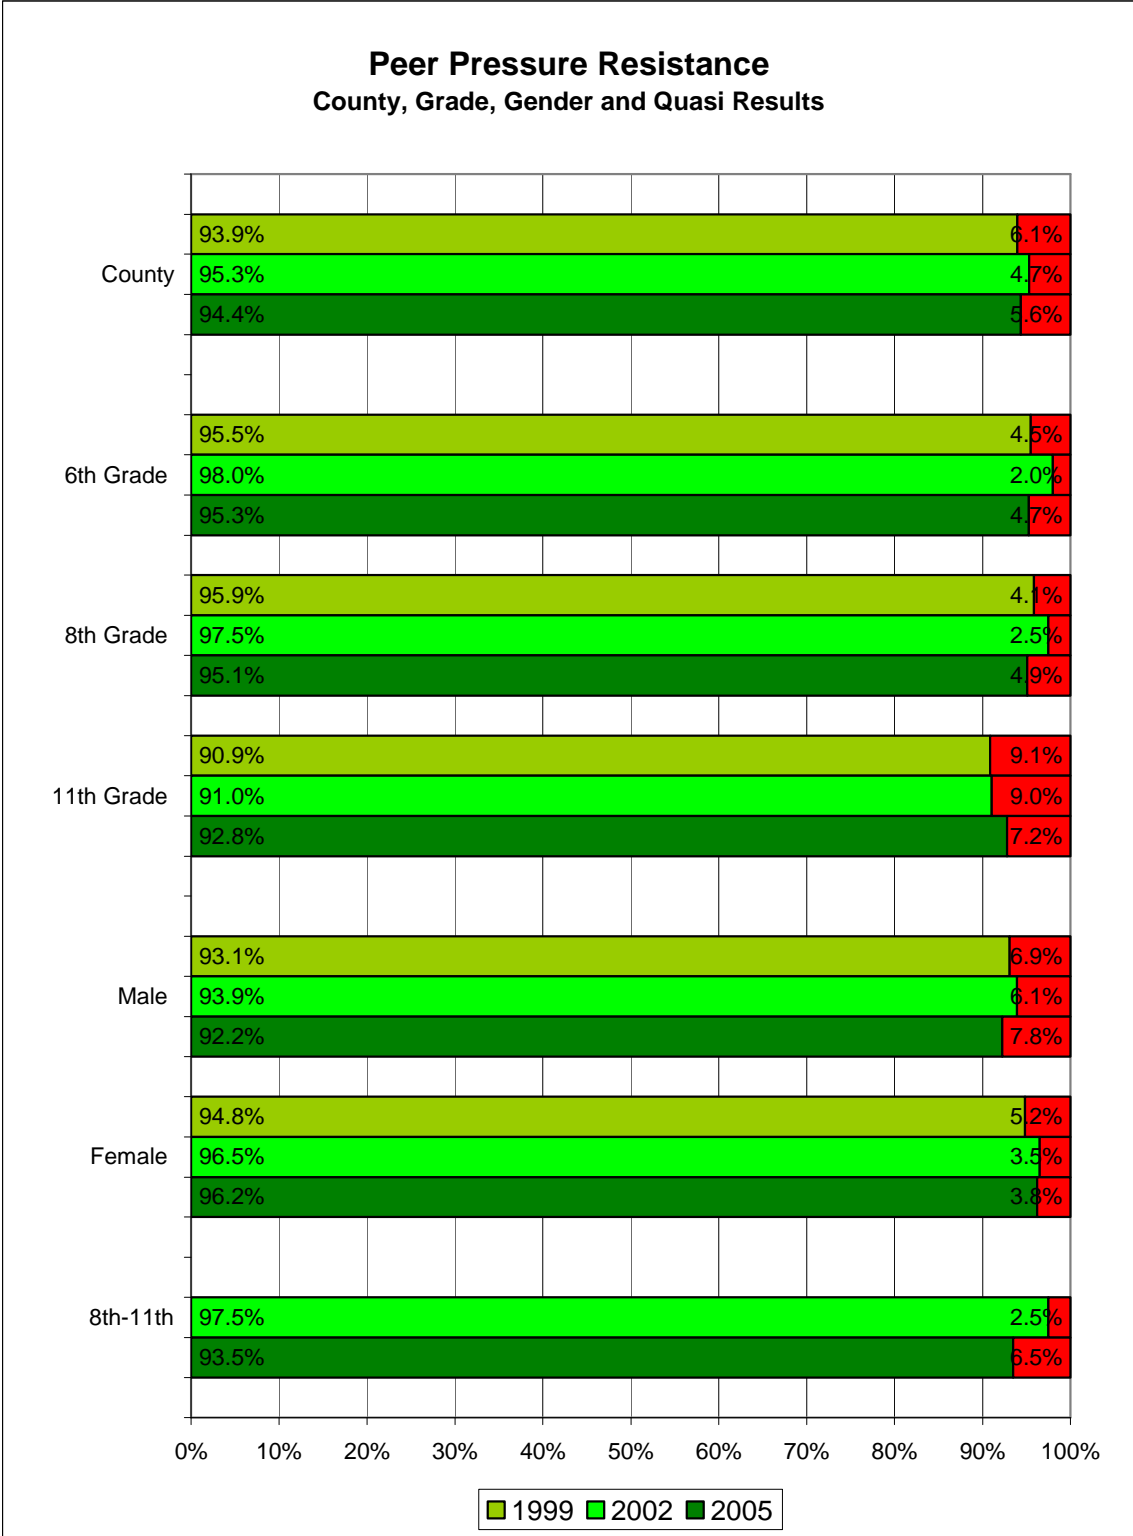 Peer Pressure Resistance
County, Grade, Gender and Quasi Results
93.9% 6.1%
County
95.3% 4.7%
94.4% 5.6%
95.5% 4.5%
6th Grade
98.0% 2.0%
95.3% 4.7%
95.9% 4.1%
8th Grade
97.5% 2.5%
95.1% 4.9%
90.9% 9.1%
11th Grade
91.0% 9.0%
92.8% 7.2%
93.1% 6.9%
Male
93.9% 6.1%
92.2% 7.8%
94.8% 5.2%
Female
96.5% 3.5%
96.2% 3.8%
8th-11th
97.5% 2.5%
93.5% 6.5%
0% 10% 20% 30% 40% 50% 60% 70% 80% 90% 100%
1999 2002 2005